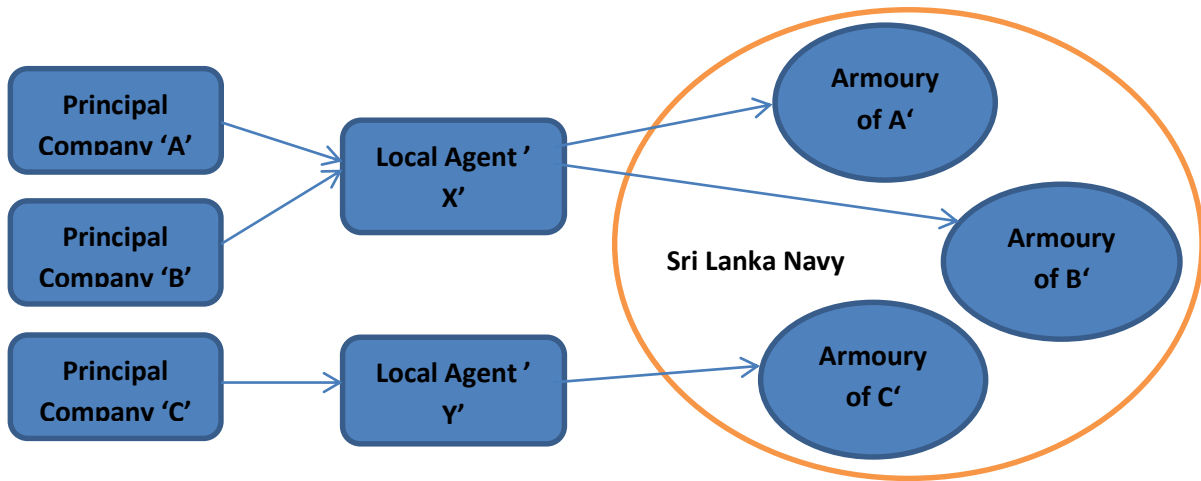 Principal
Company ‘A’
Principal
Company ‘B’
Principal
Company ‘C’
Local Agent ’
X’
Local Agent ’
Y’
Armoury
of A‘
Sri Lanka Navy
Armoury
of B‘
Armoury
of C‘